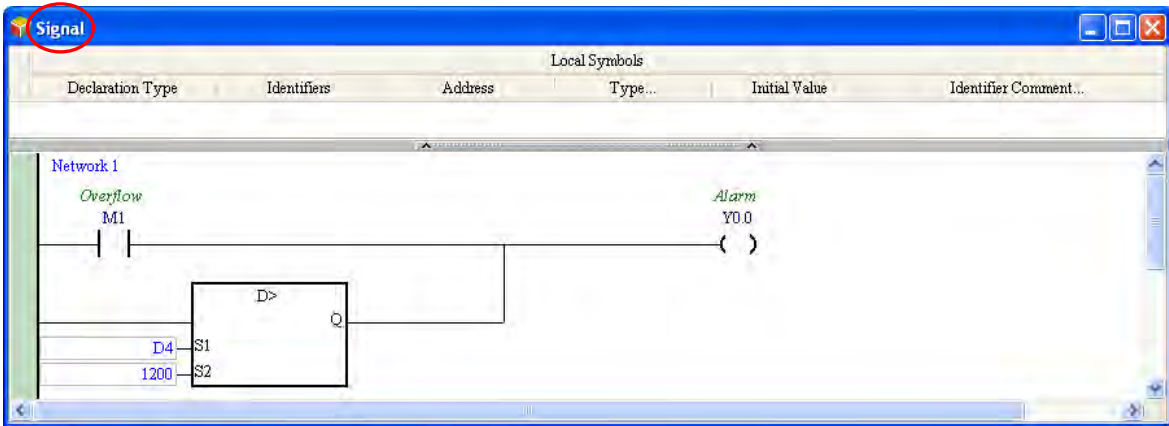 Signal
Local Symbols
Declaration Type Identifiers Address Type... Initial Value Identifier Comment...
Network 1
Overflow Alarm
M1 Y0.0
D>
Q
D4 S1
1200 S2